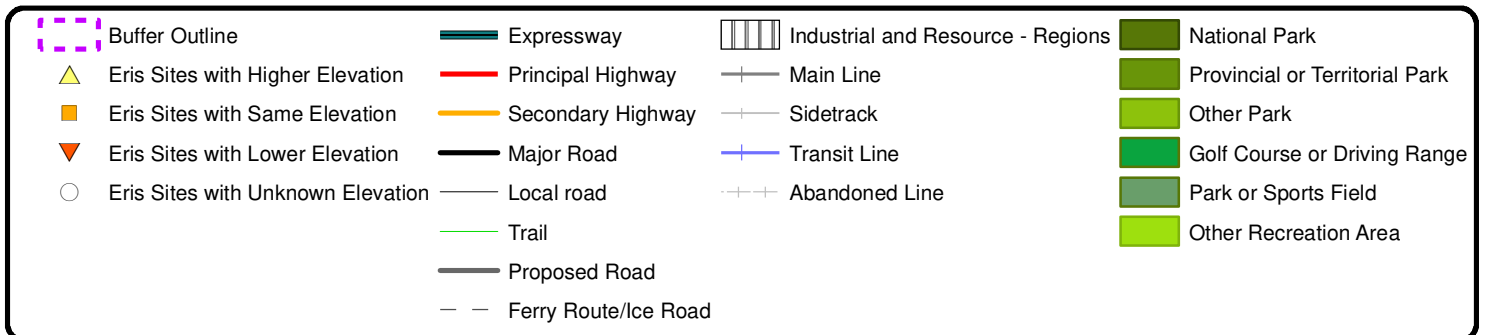 Buffer Outline
Eris Sites with Higher Elevation
Eris Sites with Same Elevation
Eris Sites with Lower Elevation
Eris Sites with Unknown Elevation
Expressway
Principal Highway
Secondary Highway
Major Road
Local road
Trail
Proposed Road
Ferry Route/Ice Road
Industrial and Resource - Regions
Main Line
Sidetrack
Transit Line
Abandoned Line
National Park
Provincial or Territorial Park
Other Park
Golf Course or Driving Range
Park or Sports Field
Other Recreation Area